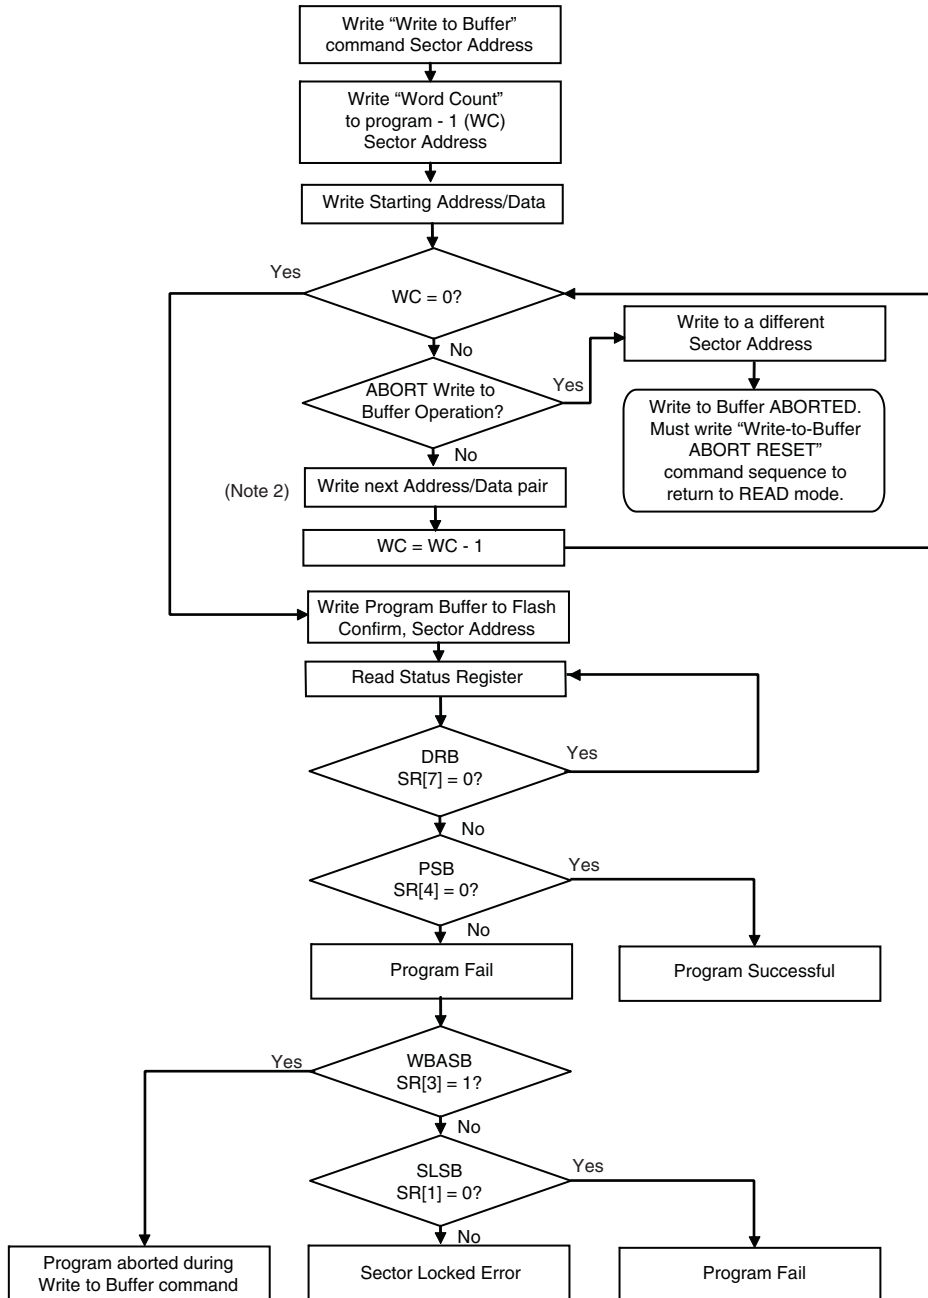 Write “Write to Buffer”
command Sector Address
Write “Word Count”
to program - 1 (WC)
Sector Address
Write Starting Address/Data
Yes
WC = 0?
No
Write to a different
Sector Address
ABORT Write to
Buffer Operation?
Yes
Write to Buffer ABORTED.
Must write “Write-to-Buffer
ABORT RESET”
command sequence to
return to READ mode.
No
(Note 2)
Write next Address/Data pair
WC = WC - 1
Write Program Buffer to Flash
Confirm, Sector Address
Read Status Register
DRB
SR[7] = 0?
Yes
No
PSB
SR[4] = 0?
Yes
No
Program Fail
Program Successful
Yes
WBASB
SR[3] = 1?
No
SLSB
SR[1] = 0?
Yes
No
Program aborted during
Write to Buffer command
Sector Locked Error
Program Fail